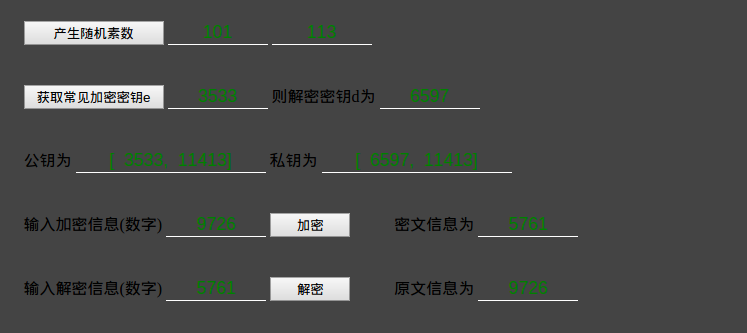 产生随机素数 101 113
获取常见加密密钥e 3533 则解密密钥d为 6597
公钥为 [ 3533, 11413] 私钥为 [ 6597, 11413]
输入加密信息(数字) 9726 加密 密文信息为 5761
输入解密信息(数字) 5761 解密 原文信息为 9726